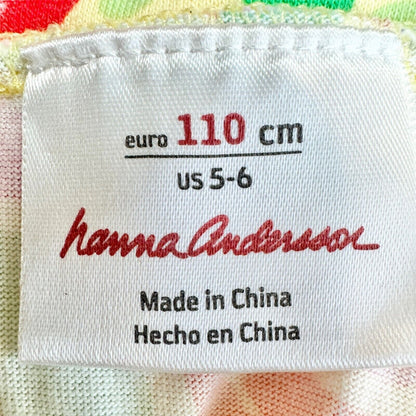 euro 110 cm
US 5-6
hanna Andersson
Made in China
Hecho en China